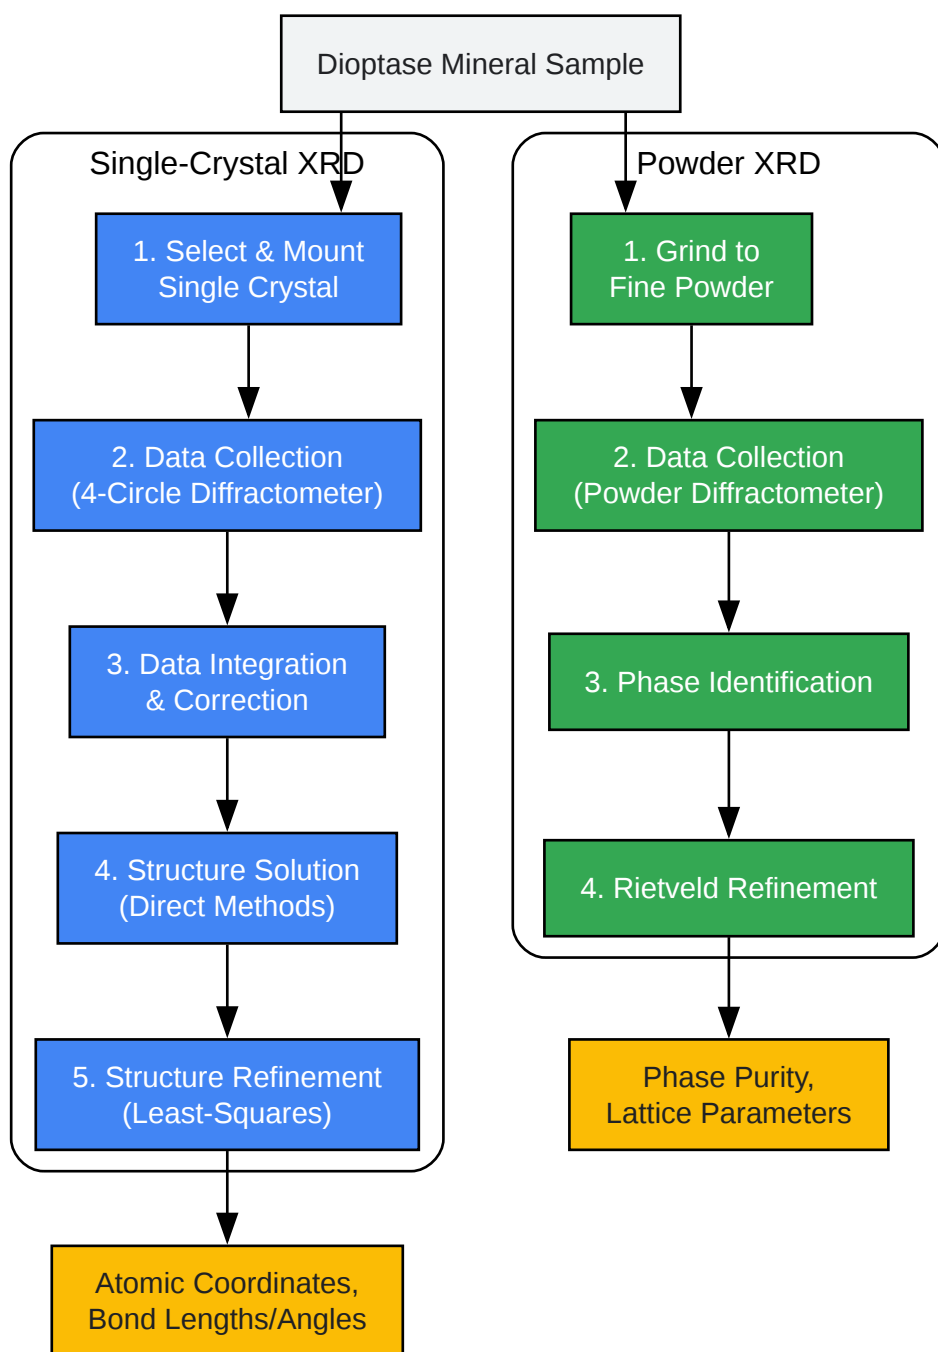 Dioptase Mineral Sample
Single-Crystal XRD
1. Select & Mount
Single Crystal
2. Data Collection
(4-Circle Diffractometer)
3. Data Integration
& Correction
4. Structure Solution
(Direct Methods)
5. Structure Refinement
(Least-Squares)
Atomic Coordinates,
Bond Lengths/Angles
Powder XRD
1. Grind to
Fine Powder
2. Data Collection
(Powder Diffractometer)
3. Phase Identification
4. Rietveld Refinement
Phase Purity,
Lattice Parameters